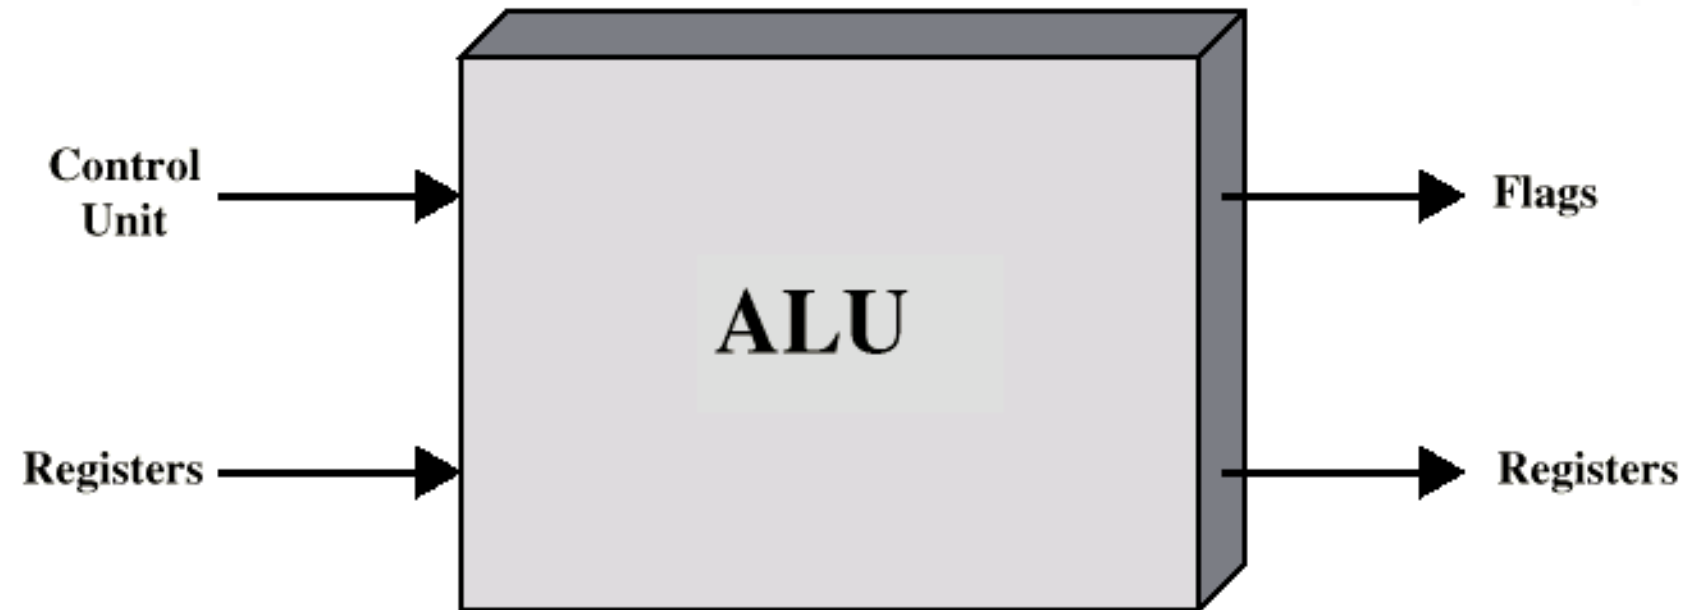 Control
Unit
Flags
ALU
Registers
Registers